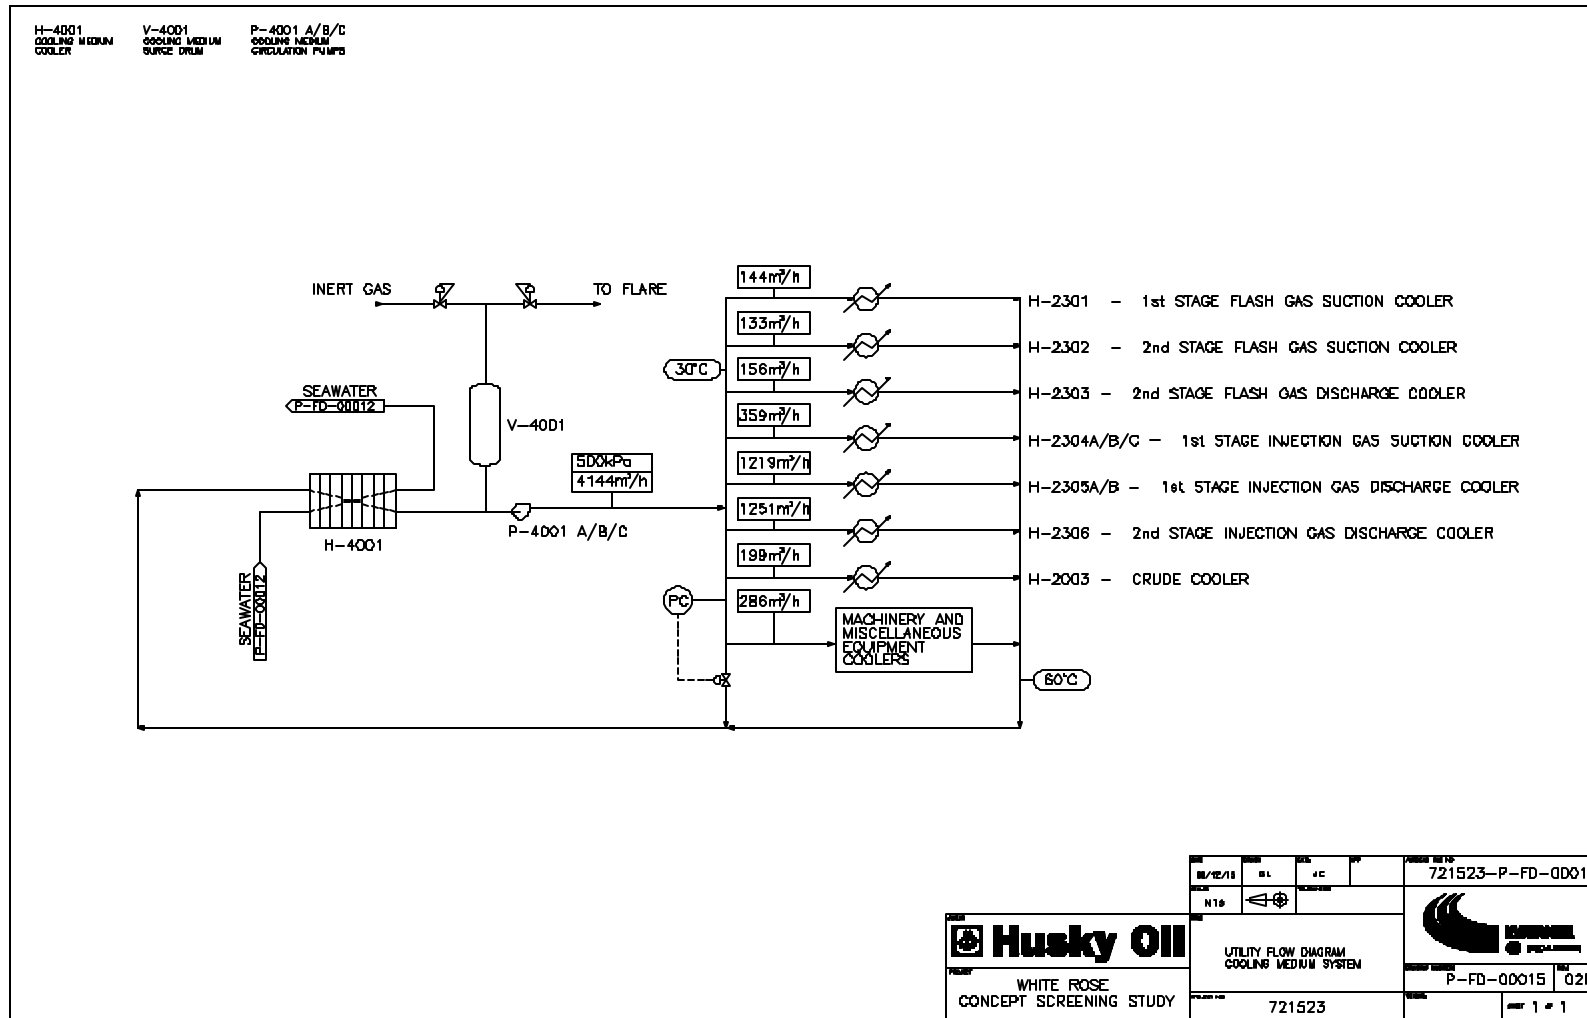 H-4001
COOLING MEDIUM
COOLER
V-4001
COOLING MEDIUM
SURGE DRUM
P-4001 A/B/C
COOLING MEDIUM
CIRCULATION PUMPS
INERT GAS
TO FLARE
SEAWATER
P-FD-00012
V-4001
H-4001
SEAWATER
P-FD-00012
P-4001 A/B/C
500kPa
4144m³/h
30°C
PC
144m³/h
133m³/h
156m³/h
359m³/h
1219m³/h
1251m³/h
199m³/h
286m³/h
MACHINERY AND
MISCELLANEOUS
EQUIPMENT
COOLERS
60°C
H-2301 - 1st STAGE FLASH GAS SUCTION COOLER
H-2302 - 2nd STAGE FLASH GAS SUCTION COOLER
H-2303 - 2nd STAGE FLASH GAS DISCHARGE COOLER
H-2304A/B/C - 1st STAGE INJECTION GAS SUCTION COOLER
H-2305A/B - 1st STAGE INJECTION GAS DISCHARGE COOLER
H-2306 - 2nd STAGE INJECTION GAS DISCHARGE COOLER
H-2003 - CRUDE COOLER
721523-P-FD-0001
NTS
Husky Oil
WHITE ROSE
CONCEPT SCREENING STUDY
UTILITY FLOW DIAGRAM
COOLING MEDIUM SYSTEM
721523
P-FD-00015
1 of 1